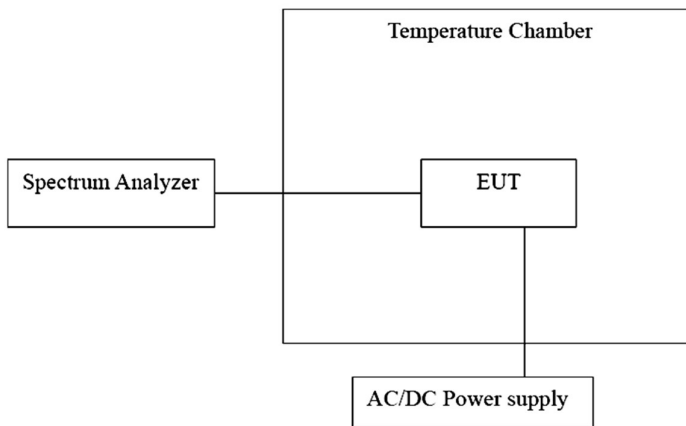 Temperature Chamber
Spectrum Analyzer
EUT
AC/DC Power supply